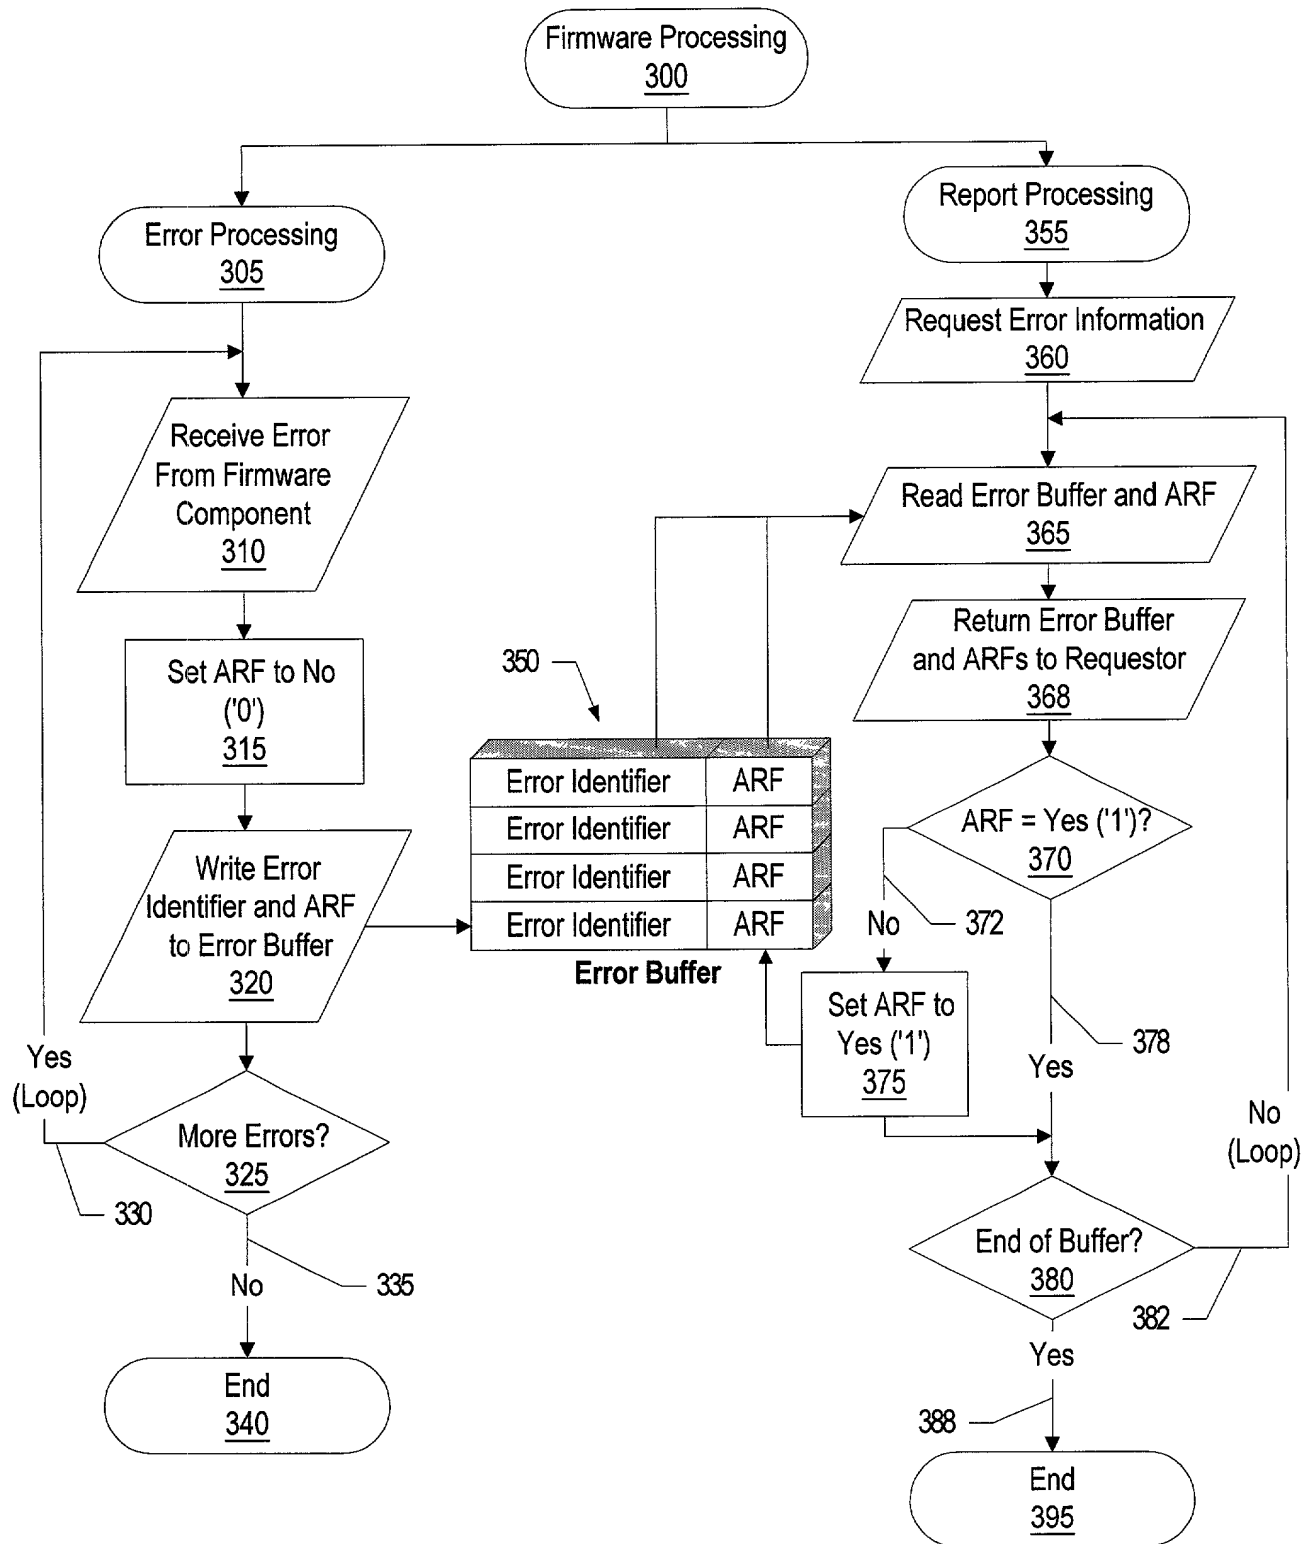 Firmware Processing
300
Error Processing
305
Receive Error
From Firmware
Component
310
Set ARF to No
('0')
315
Write Error
Identifier and ARF
to Error Buffer
320
Yes
(Loop)
More Errors?
325
330
335
No
End
340
350
Error Identifier ARF
Error Identifier ARF
Error Identifier ARF
Error Identifier ARF
Error Buffer
Report Processing
355
Request Error Information
360
Read Error Buffer and ARF
365
Return Error Buffer
and ARFs to Requestor
368
ARF = Yes ('1')?
370
372
No
Set ARF to
Yes ('1')
375
378
Yes
No
(Loop)
End of Buffer?
380
382
Yes
388
End
395